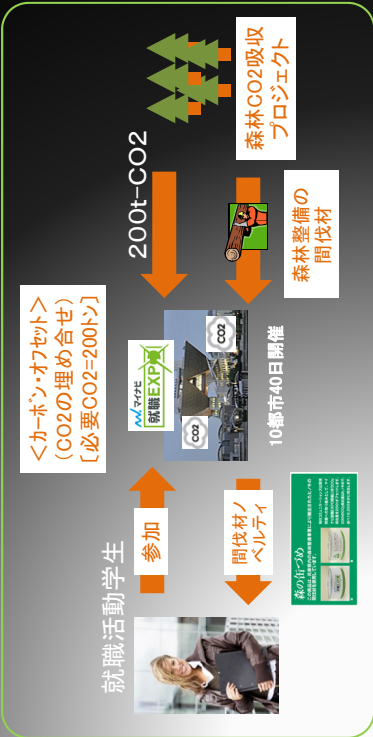 <カーボン・オフセット>
(CO2の埋め合せ)
[必要CO2=200トン]
就職活動学生
参加
マイナビ
就職EXPO
CO2
CO2
10都市40日開催
200t-CO2
森林CO2吸収
プロジェクト
森林整備の
間伐材
間伐材ノ
ベルティ
森の缶づめ